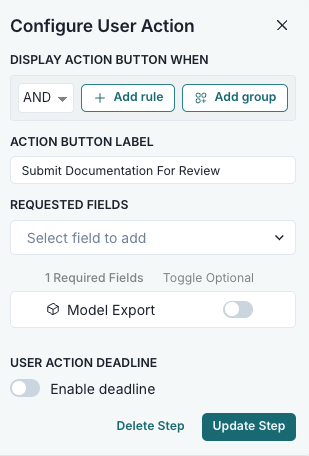 Configure User Action
DISPLAY ACTION BUTTON WHEN
AND Add rule Add group
ACTION BUTTON LABEL
Submit Documentation For Review
REQUESTED FIELDS
Select field to add
1 Required Fields Toggle Optional
Model Export
USER ACTION DEADLINE
Enable deadline
Delete Step Update Step